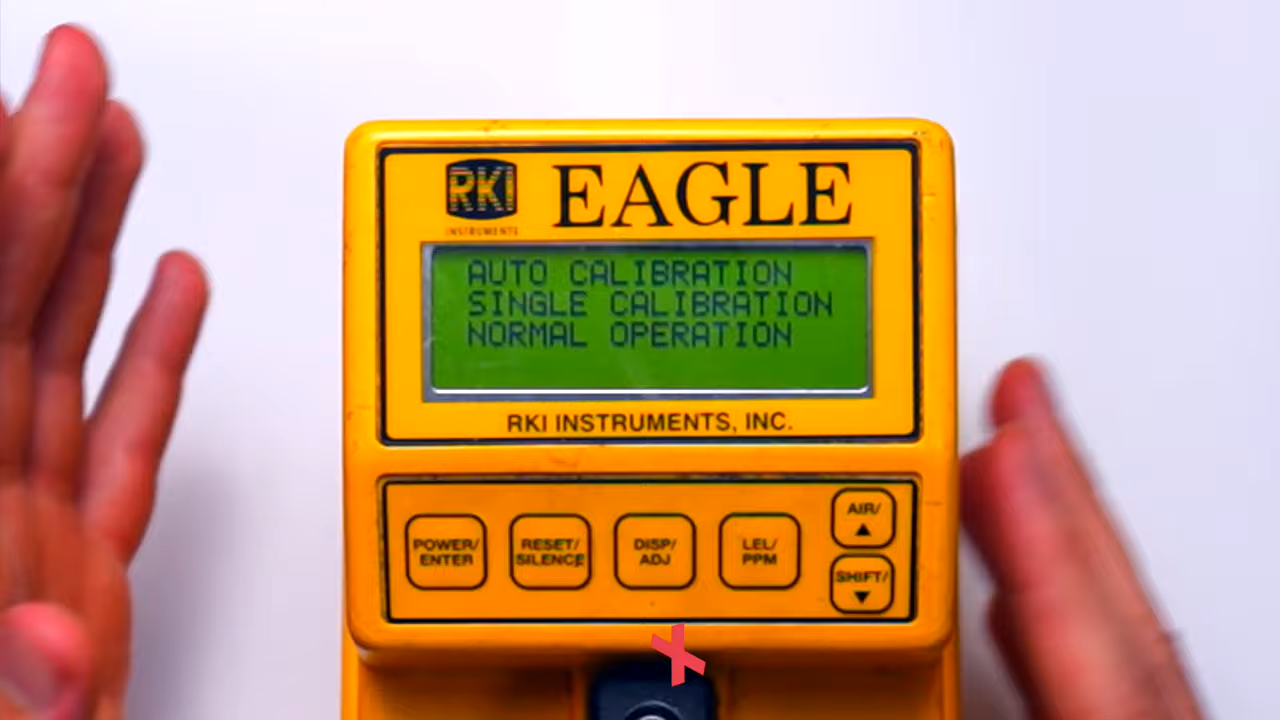 RKI
INSTRUMENTS
EAGLE
AUTO CALIBRATION
SINGLE CALIBRATION
NORMAL OPERATION
RKI INSTRUMENTS, INC.
POWER/
ENTER
RESET/
SILENCE
DISP/
ADJ
LEL/
PPM
AIR/
▲
SHIFT/
▼